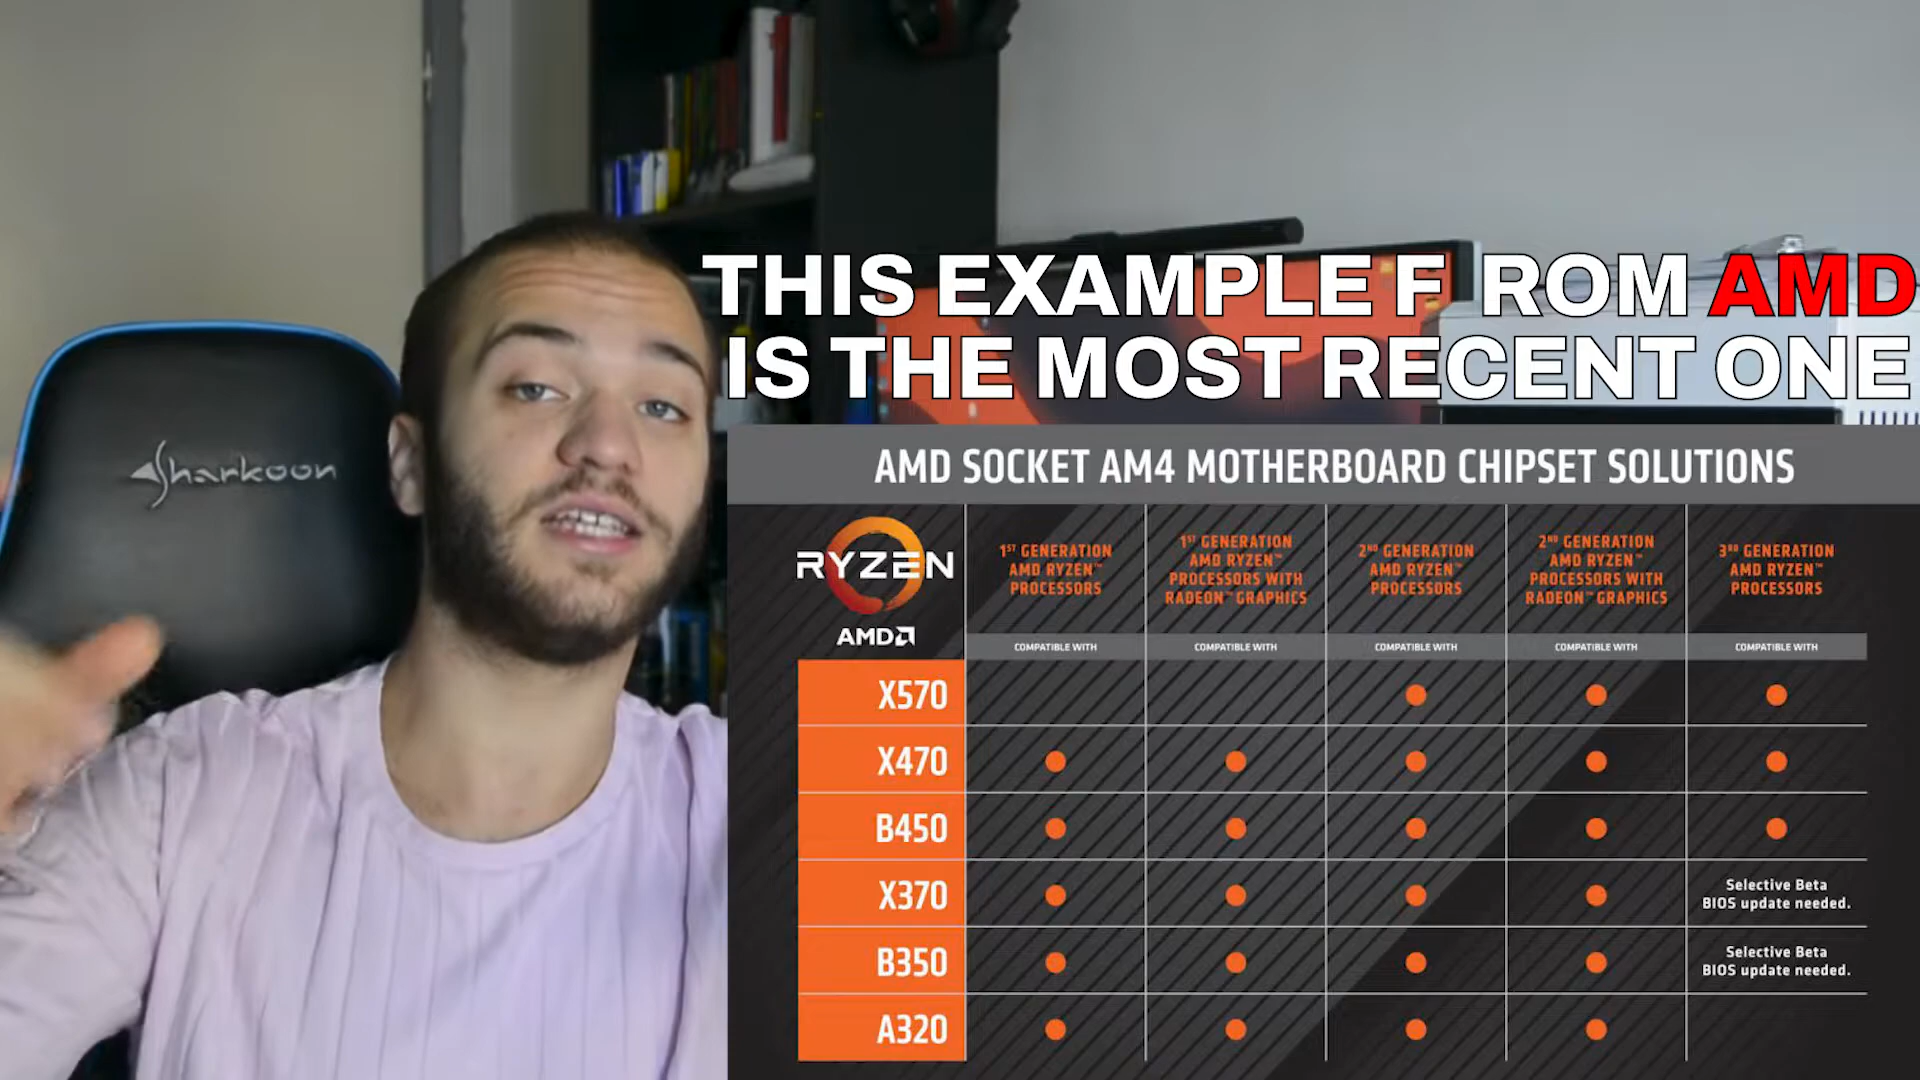 THIS EXAMPLE F ROM AMD
IS THE MOST RECENT ONE
Sharkoon
AMD SOCKET AM4 MOTHERBOARD CHIPSET SOLUTIONS
RYZEN
AMD
1ST GENERATION
AMD RYZEN™
PROCESSORS
1ST GENERATION
AMD RYZEN™
PROCESSORS WITH
RADEON™ GRAPHICS
2ND GENERATION
AMD RYZEN™
PROCESSORS
2ND GENERATION
AMD RYZEN™
PROCESSORS WITH
RADEON™ GRAPHICS
3RD GENERATION
AMD RYZEN™
PROCESSORS
COMPATIBLE WITH
COMPATIBLE WITH
COMPATIBLE WITH
COMPATIBLE WITH
COMPATIBLE WITH
X570
X470
B450
X370
Selective Beta
BIOS update needed.
B350
Selective Beta
BIOS update needed.
A320